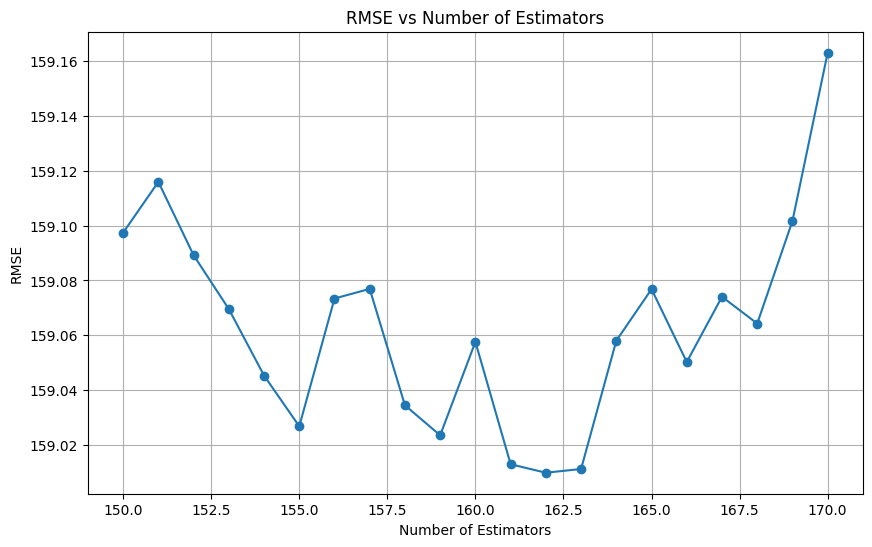 RMSE vs Number of Estimators
159.16
159.14
159.12
159.10
159.08
159.06
159.04
159.02
RMSE
150.0 152.5 155.0 157.5 160.0 162.5 165.0 167.5 170.0
Number of Estimators